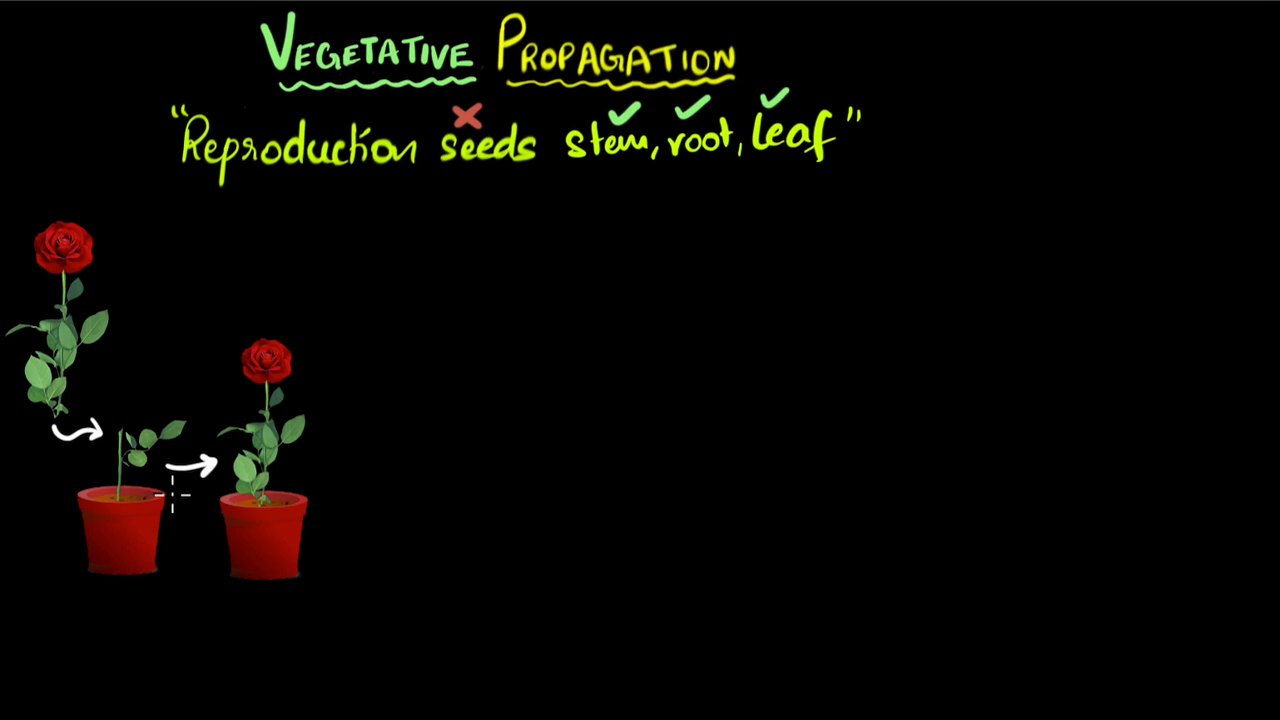 VEGETATIVE PROPAGATION
"Reproduction seeds stem, root, leaf"